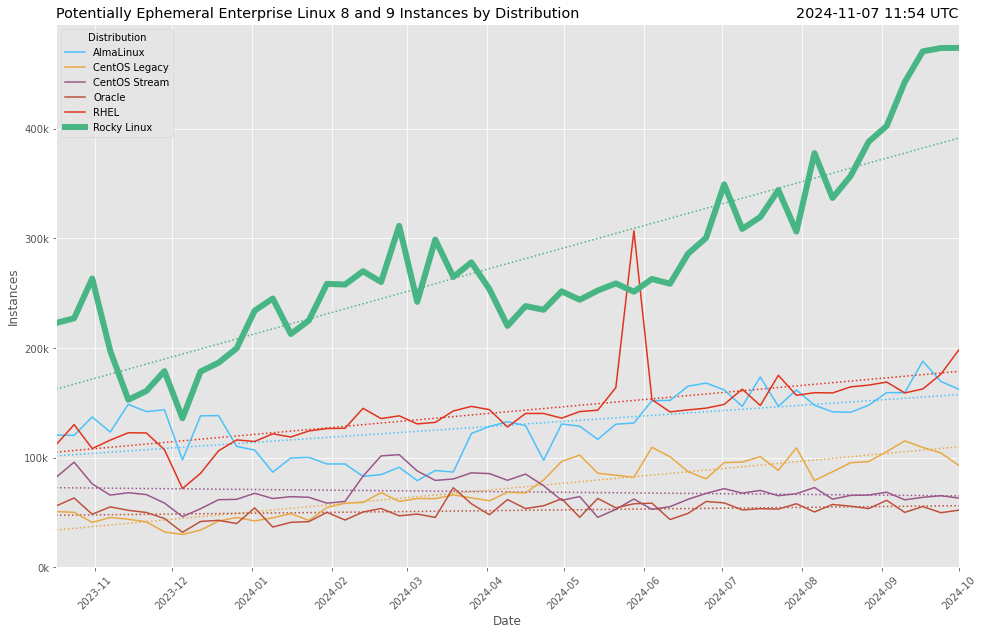 Potentially Ephemeral Enterprise Linux 8 and 9 Instances by Distribution
2024-11-07 11:54 UTC
Distribution
AlmaLinux
CentOS Legacy
CentOS Stream
Oracle
RHEL
Rocky Linux
Instances
400k
300k
200k
100k
0k
2023-11
2023-12
2024-01
2024-02
2024-03
2024-04
2024-05
2024-06
2024-07
2024-08
2024-09
2024-10
Date